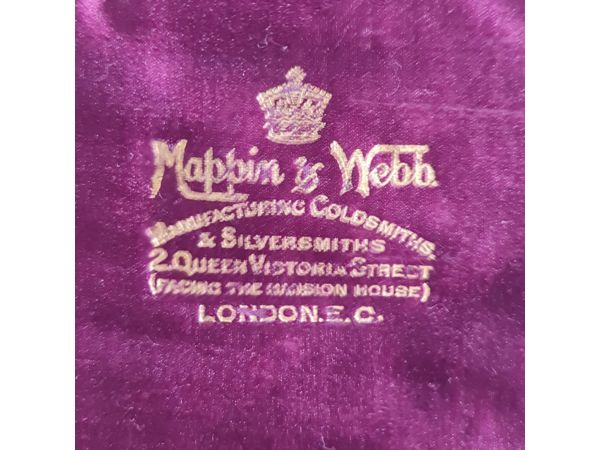 Mappin & Webb.
MANUFACTURING GOLDSMITHS,
& SILVERSMITHS
2. QUEEN VICTORIA STREET
(FACING THE MANSION HOUSE)
LONDON. E. C.